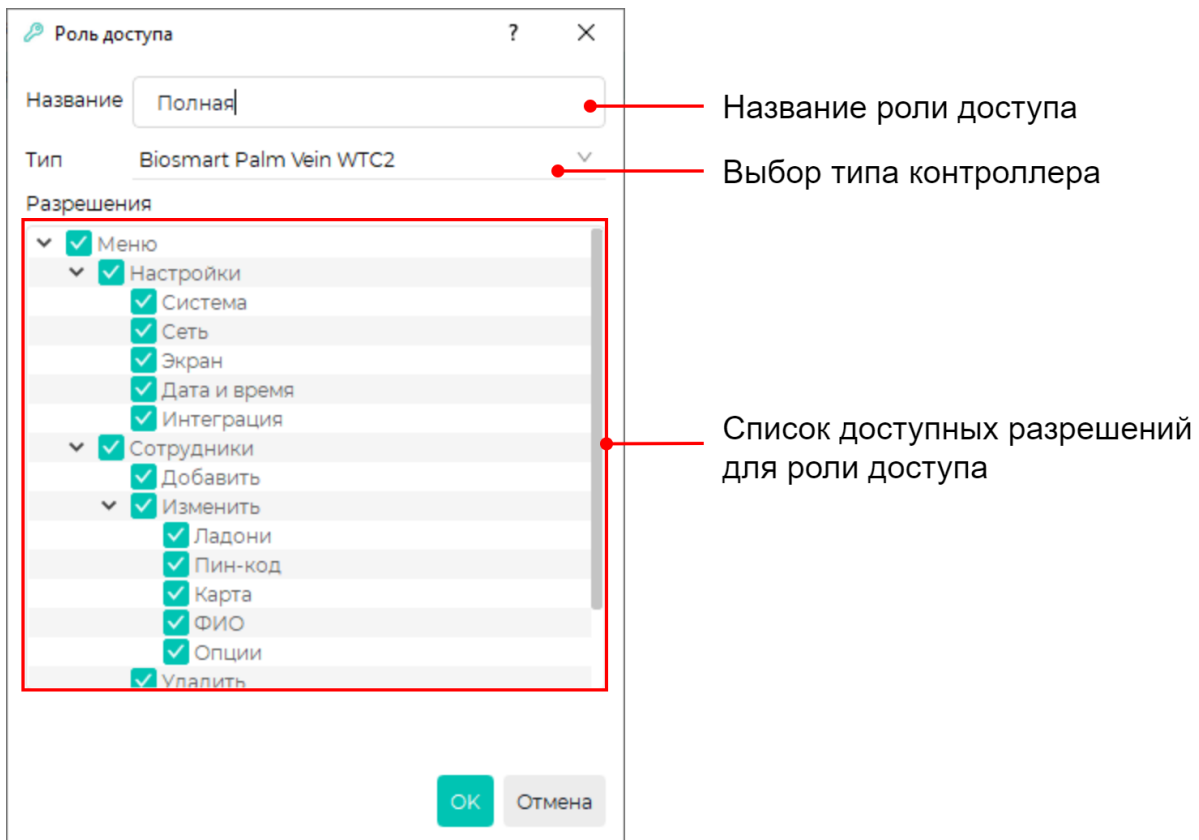 Роль доступа
?
Название
Полная
Название роли доступа
Тип
Biosmart Palm Vein WTC2
Выбор типа контроллера
Разрешения
Меню
Настройки
Система
Сеть
Экран
Дата и время
Интеграция
Сотрудники
Добавить
Изменить
Ладони
Пин-код
Карта
ФИО
Опции
Удалить
Список доступных разрешений
для роли доступа
OK
Отмена